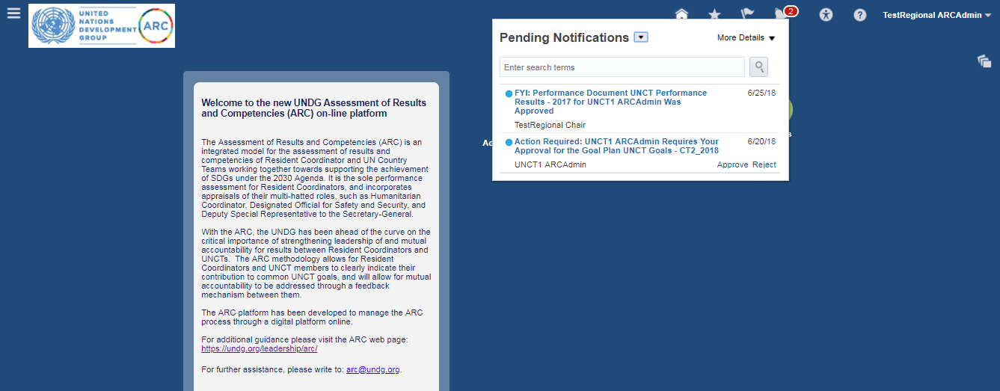 UNITED
NATIONS
DEVELOPMENT
GROUP
ARC
2
?
TestRegional ARCAdmin
Pending Notifications
More Details
Enter search terms
FYI: Performance Document UNCT Performance
Results - 2017 for UNCT1 ARCAdmin Was
Approved
6/25/18
TestRegional Chair
Action Required: UNCT1 ARCAdmin Requires Your
Approval for the Goal Plan UNCT Goals - CT2_2018
6/20/18
UNCT1 ARCAdmin
Approve Reject
Ad
s
Welcome to the new UNDG Assessment of Results
and Competencies (ARC) on-line platform
The Assessment of Results and Competencies (ARC) is an
integrated model for the assessment of results and
competencies of Resident Coordinator and UN Country
Teams working together towards supporting the achievement
of SDGs under the 2030 Agenda. It is the sole performance
assessment for Resident Coordinators, and incorporates
appraisals of their multi-hatted roles, such as Humanitarian
Coordinator, Designated Official for Safety and Security, and
Deputy Special Representative to the Secretary-General.
With the ARC, the UNDG has been ahead of the curve on the
critical importance of strengthening leadership of and mutual
accountability for results between Resident Coordinators and
UNCTs.  The ARC methodology allows for Resident
Coordinators and UNCT members to clearly indicate their
contribution to common UNCT goals, and will allow for mutual
accountability to be addressed through a feedback
mechanism between them.
The ARC platform has been developed to manage the ARC
process through a digital platform online.
For additional guidance please visit the ARC web page:
https://undg.org/leadership/arc/
For further assistance, please write to: arc@undg.org.